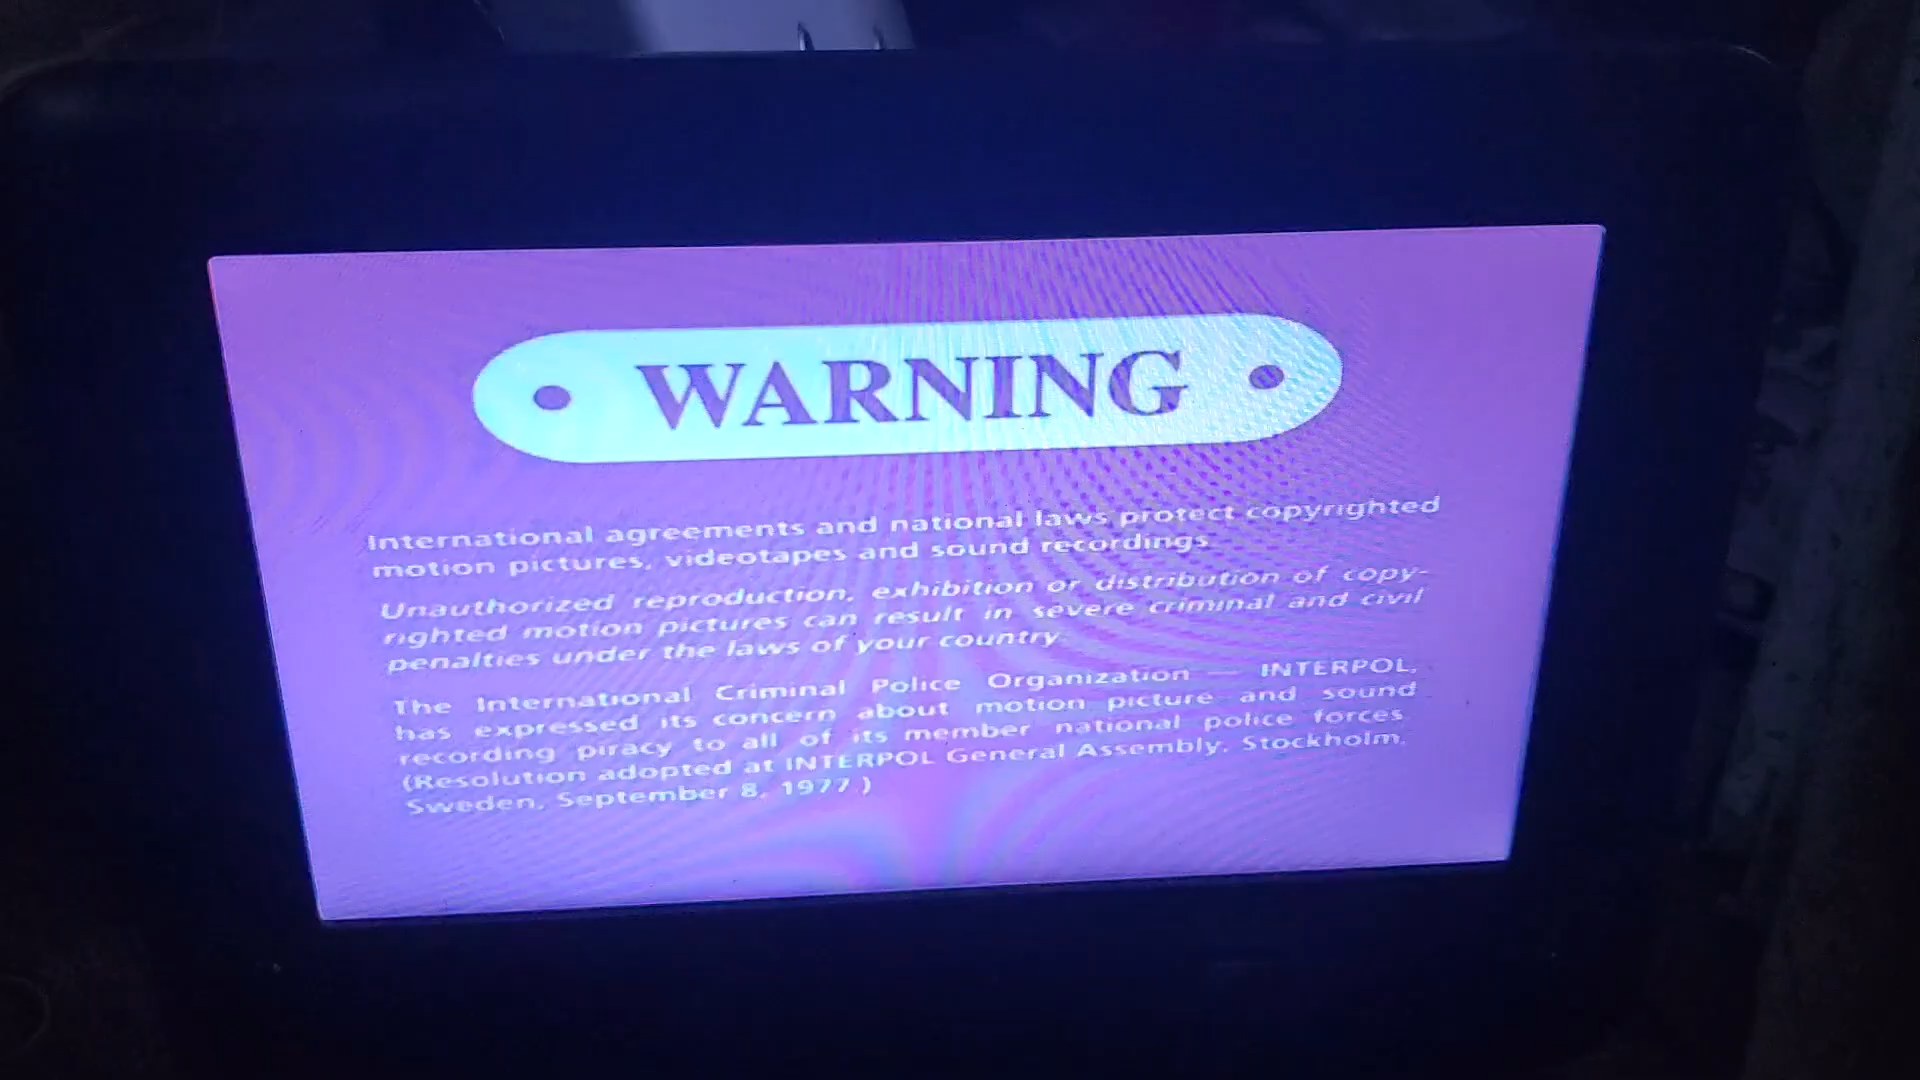 WARNING
International agreements and national laws protect copyrighted
motion pictures, videotapes and sound recordings.
Unauthorized reproduction, exhibition or distribution of copy-
righted motion pictures can result in severe criminal and civil
penalties under the laws of your country.
The International Criminal Police Organization — INTERPOL,
has expressed its concern about motion picture and sound
recording piracy to all of its member national police forces.
(Resolution adopted at INTERPOL General Assembly, Stockholm,
Sweden, September 8, 1977.)